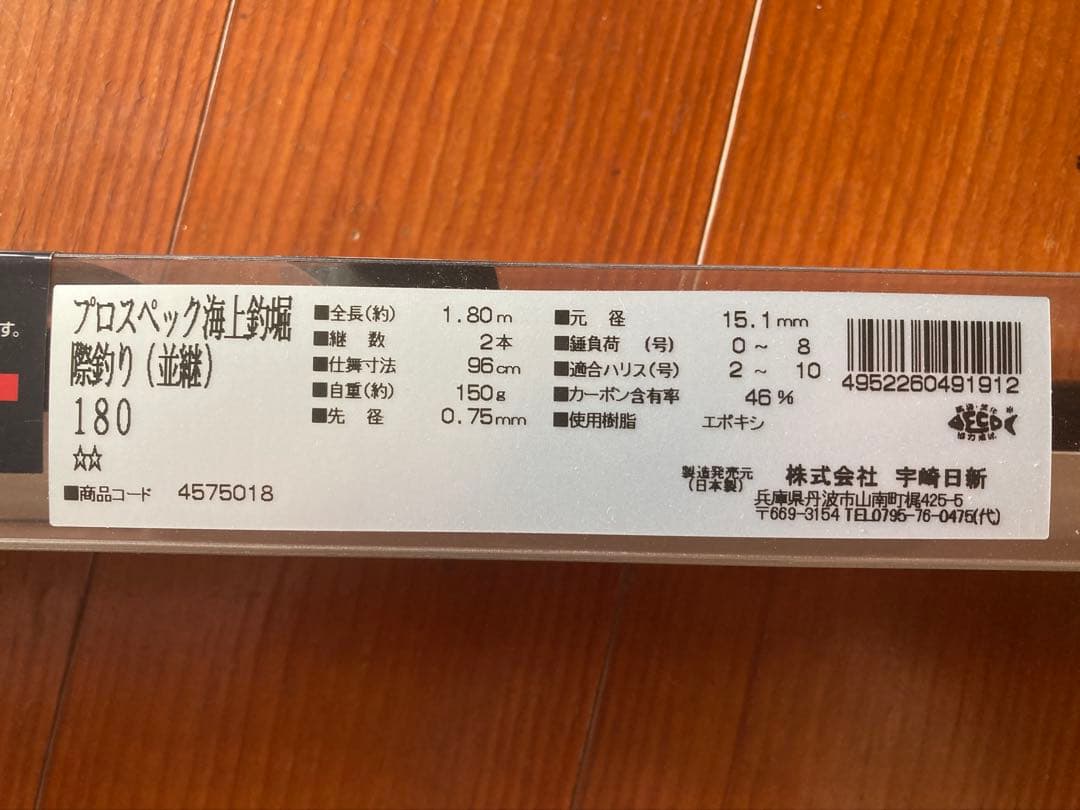 す。
プロスペック海上釣堀
際釣り(並継)
180
☆☆
■商品コード 4575018
■全長(約) 1.80m
■継 数 2本
■仕舞寸法 96cm
■自重(約) 150g
■先 径 0.75mm
■元 径 15.1mm
■錘負荷 (号) 0～ 8
■適合ハリス(号) 2～ 10
■カーボン含有率 46%
■使用樹脂 エポキシ
4952260491912
製造発売元
(日本製)
株式会社 宇崎日新
兵庫県丹波市山南町梶425-5
〒669-3154 TEL0795-76-0475(代)